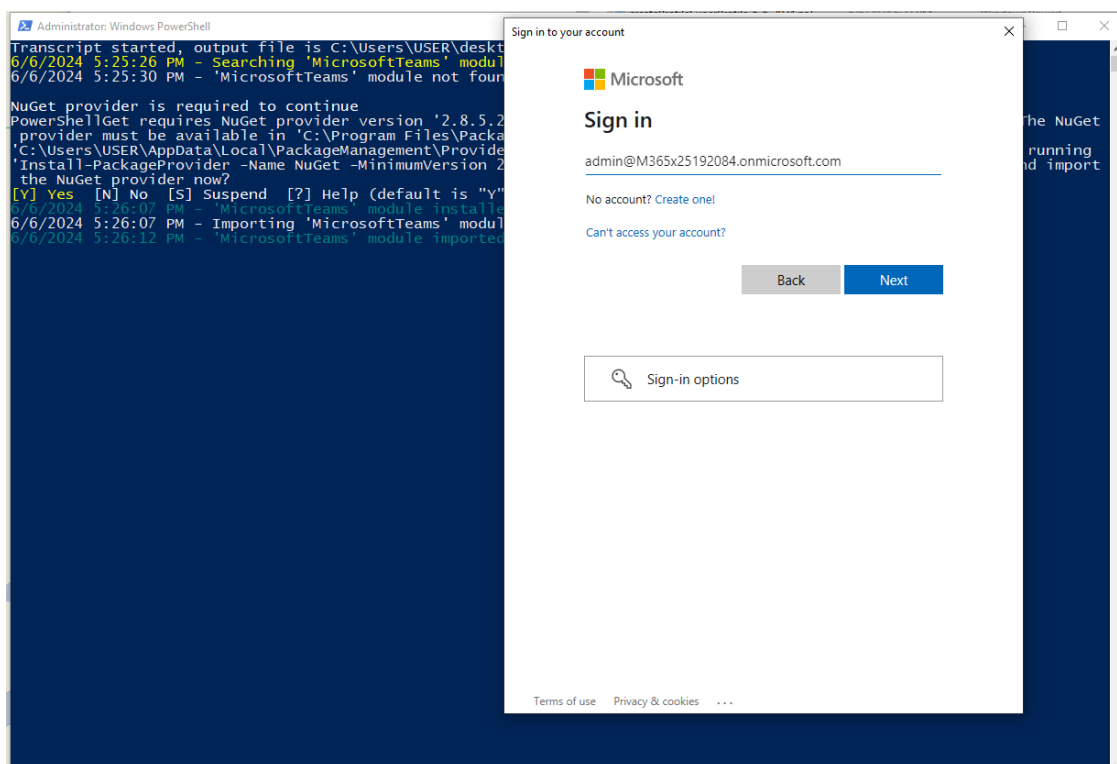 Administrator: Windows PowerShell
Transcript started, output file is C:\Users\USER\deskt
6/6/2024 5:25:26 PM - Searching 'MicrosoftTeams' modul
6/6/2024 5:25:30 PM - 'MicrosoftTeams' module not foun
NuGet provider is required to continue
PowerShellGet requires NuGet provider version '2.8.5.2 The NuGet
provider must be available in 'C:\Program Files\Packa
'C:\Users\USER\AppData\Local\PackageManagement\Provide running
'Install-PackageProvider -Name NuGet -MinimumVersion 2 nd import
the NuGet provider now?
[Y] Yes [N] No [S] Suspend [?] Help (default is "Y"
6/6/2024 5:26:07 PM - 'MicrosoftTeams' module installe
6/6/2024 5:26:07 PM - Importing 'MicrosoftTeams' modul
6/6/2024 5:26:12 PM - 'MicrosoftTeams' module imported
Sign in to your account
Microsoft
Sign in
admin@M365x25192084.onmicrosoft.com
No account? Create one!
Can't access your account?
Back Next
Sign-in options
Terms of use Privacy & cookies ...